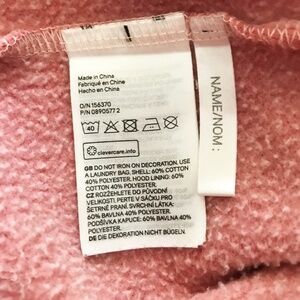 Made in China
Fabriqué en Chine
Hecho en China
O/N 156370
P/N 08905772
40
clevercare.info
GB DO NOT IRON ON DECORATION. USE
A LAUNDRY BAG. SHELL: 60% COTTON
40% POLYESTER. HOOD LINING: 60%
COTTON 40% POLYESTER.
CZ ROZŽEHLETE DO PŮVODNÍ
VELIKOSTI. PERTE V SÁČKU PRO
ŠETRNÉ PRANÍ. SVRCHNÍ LÁTKA:
60% BAVLNA 40% POLYESTER.
PODŠÍVKA KAPUCE: 60% BAVLNA 40%
POLYESTER.
DE DIE DEKORATION NICHT BÜGELN.
NAME/NOM: